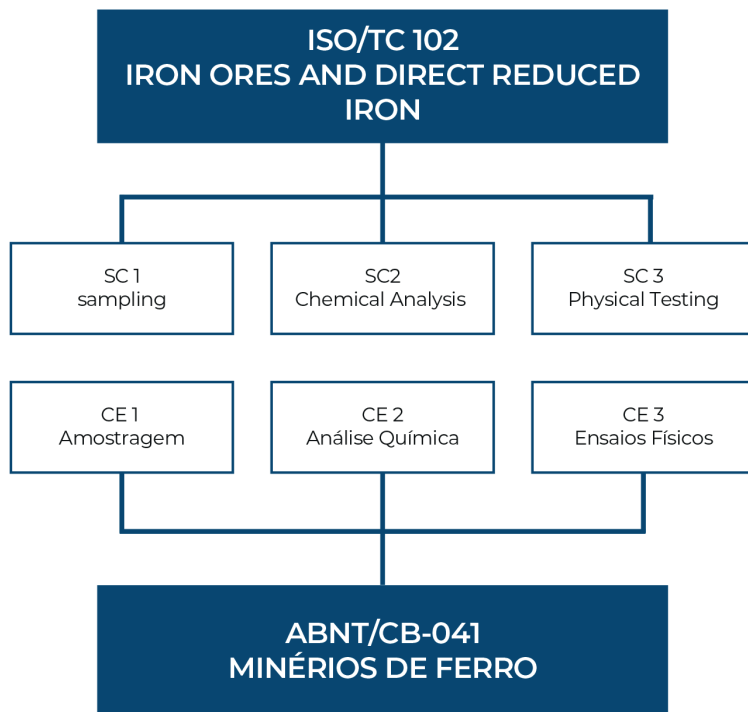 ISO/TC 102
IRON ORES AND DIRECT REDUCED
IRON
SC 1
sampling
SC2
Chemical Analysis
SC 3
Physical Testing
CE 1
Amostragem
CE 2
Análise Química
CE 3
Ensaios Físicos
ABNT/CB-041
MINÉRIOS DE FERRO